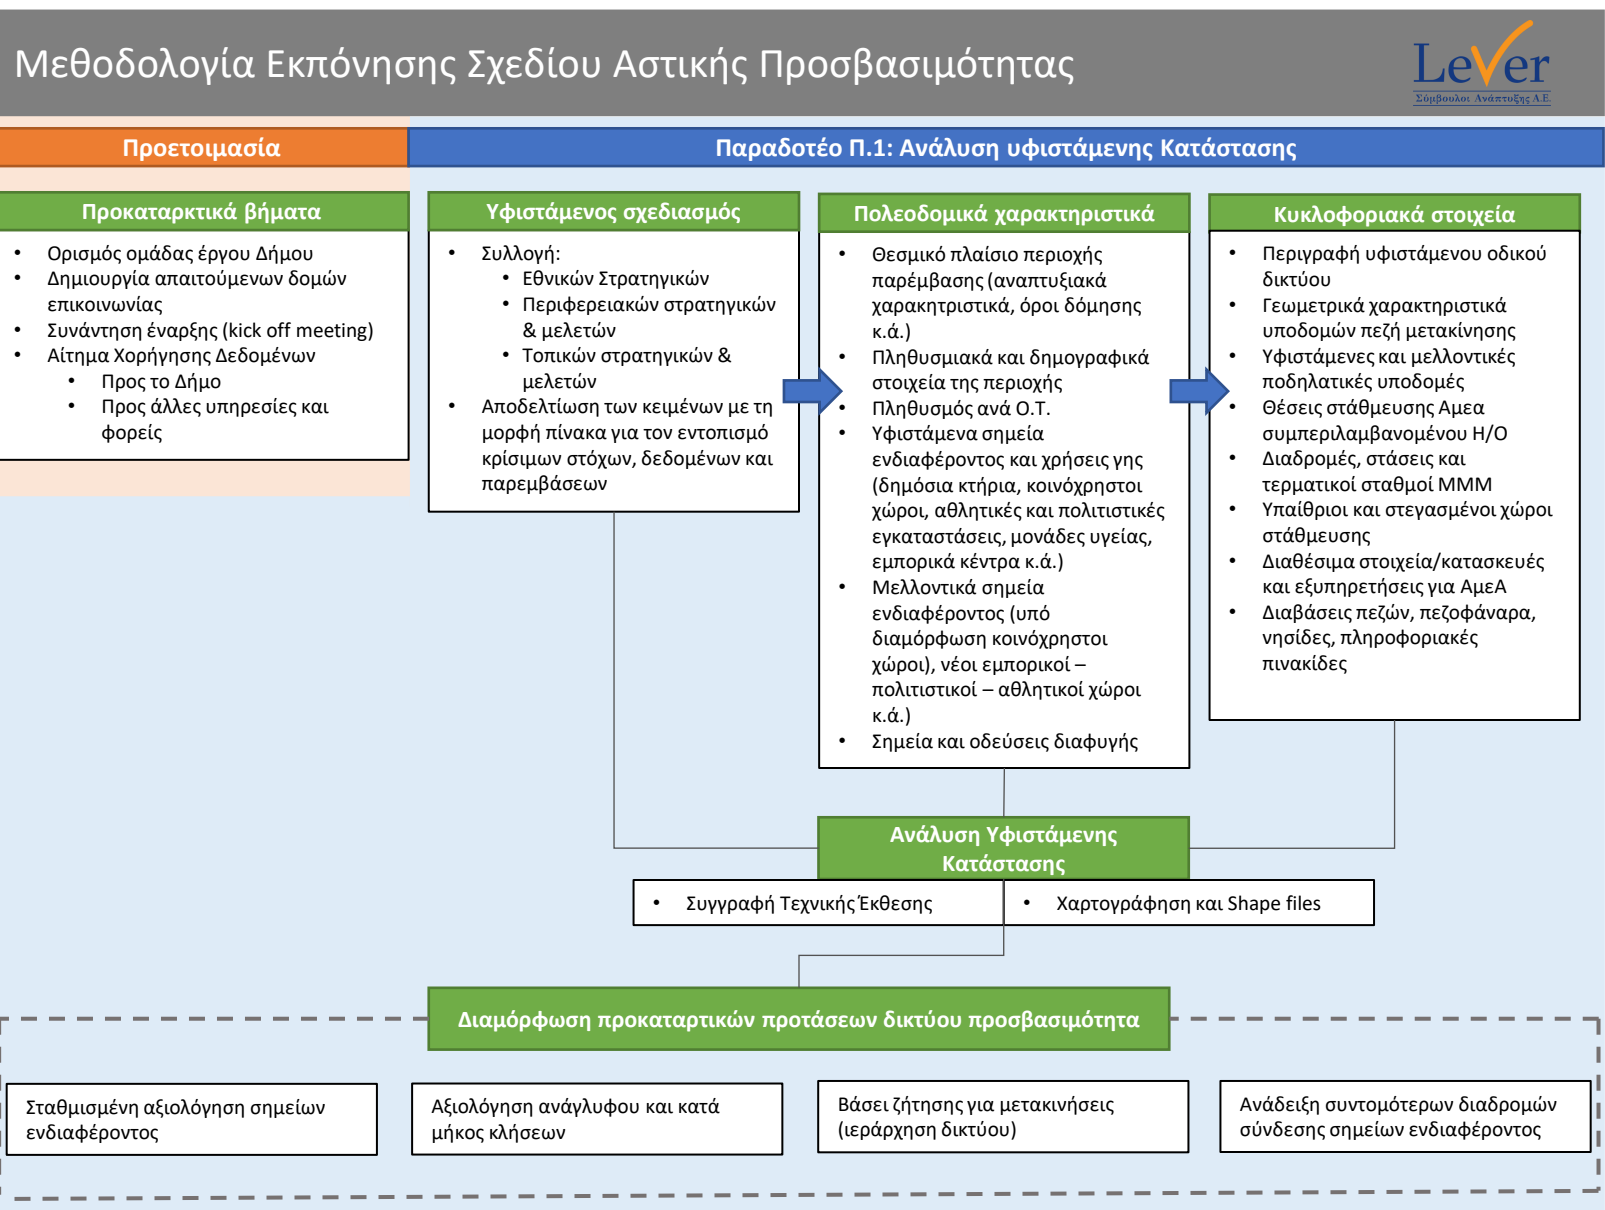 Μεθοδολογία Εκπόνησης Σχεδίου Αστικής Προσβασιμότητας
LeVer
Σύμβουλοι Ανάπτυξης Α.Ε.
Προετοιμασία
Παραδοτέο Π.1: Ανάλυση υφιστάμενης Κατάστασης
Προκαταρκτικά βήματα
• Ορισμός ομάδας έργου Δήμου
• Δημιουργία απαιτούμενων δομών
επικοινωνίας
• Συνάντηση έναρξης (kick off meeting)
• Αίτημα Χορήγησης Δεδομένων
• Προς το Δήμο
• Προς άλλες υπηρεσίες και
φορείς
Υφιστάμενος σχεδιασμός
• Συλλογή:
• Εθνικών Στρατηγικών
• Περιφερειακών στρατηγικών
& μελετών
• Τοπικών στρατηγικών &
μελετών
• Αποδελτίωση των κειμένων με τη
μορφή πίνακα για τον εντοπισμό
κρίσιμων στόχων, δεδομένων και
παρεμβάσεων
Πολεοδομικά χαρακτηριστικά
• Θεσμικό πλαίσιο περιοχής
παρέμβασης (αναπτυξιακά
χαρακητριστικά, όροι δόμησης
κ.ά.)
• Πληθυσμιακά και δημογραφικά
στοιχεία της περιοχής
• Πληθυσμός ανά Ο.Τ.
• Υφιστάμενα σημεία
ενδιαφέροντος και χρήσεις γης
(δημόσια κτήρια, κοινόχρηστοι
χώροι, αθλητικές και πολιτιστικές
εγκαταστάσεις, μονάδες υγείας,
εμπορικά κέντρα κ.ά.)
• Μελλοντικά σημεία
ενδιαφέροντος (υπό
διαμόρφωση κοινόχρηστοι
χώροι), νέοι εμπορικοί –
πολιτιστικοί – αθλητικοί χώροι
κ.ά.)
• Σημεία και οδεύσεις διαφυγής
Κυκλοφοριακά στοιχεία
• Περιγραφή υφιστάμενου οδικού
δικτύου
• Γεωμετρικά χαρακτηριστικά
υποδομών πεζή μετακίνησης
• Υφιστάμενες και μελλοντικές
ποδηλατικές υποδομές
• Θέσεις στάθμευσης Αμεα
συμπεριλαμβανομένου Η/Ο
• Διαδρομές, στάσεις και
τερματικοί σταθμοί ΜΜΜ
• Υπαίθριοι και στεγασμένοι χώροι
στάθμευσης
• Διαθέσιμα στοιχεία/κατασκευές
και εξυπηρετήσεις για ΑμεΑ
• Διαβάσεις πεζών, πεζοφάναρα,
νησίδες, πληροφοριακές
πινακίδες
Ανάλυση Υφιστάμενης
Κατάστασης
• Συγγραφή Τεχνικής Έκθεσης
• Χαρτογράφηση και Shape files
Διαμόρφωση προκαταρτικών προτάσεων δικτύου προσβασιμότητα
Σταθμισμένη αξιολόγηση σημείων
ενδιαφέροντος
Αξιολόγηση ανάγλυφου και κατά
μήκος κλήσεων
Βάσει ζήτησης για μετακινήσεις
(ιεράρχηση δικτύου)
Ανάδειξη συντομότερων διαδρομών
σύνδεσης σημείων ενδιαφέροντος